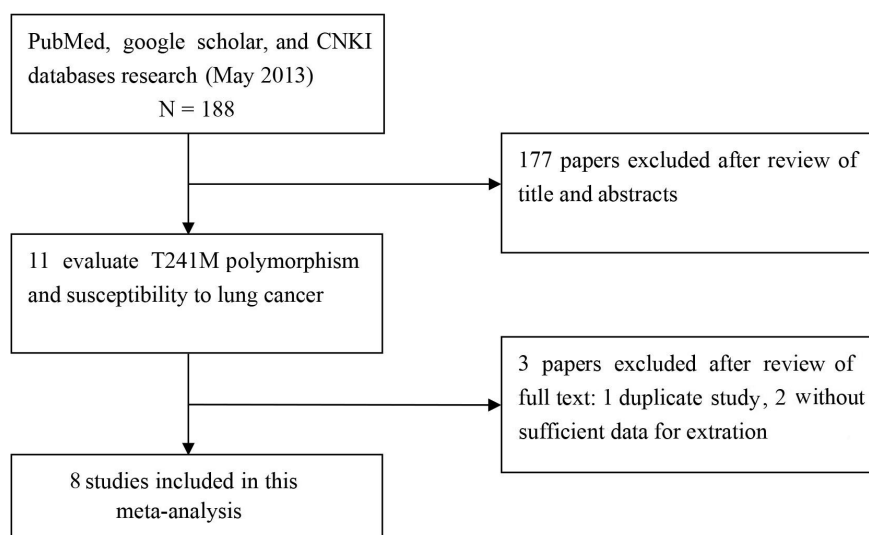 PubMed, google scholar, and CNKI
databases research (May 2013)
N = 188
177 papers excluded after review of
title and abstracts
11 evaluate T241M polymorphism
and susceptibility to lung cancer
3 papers excluded after review of
full text: 1 duplicate study, 2 without
sufficient data for extration
8 studies included in this
meta-analysis